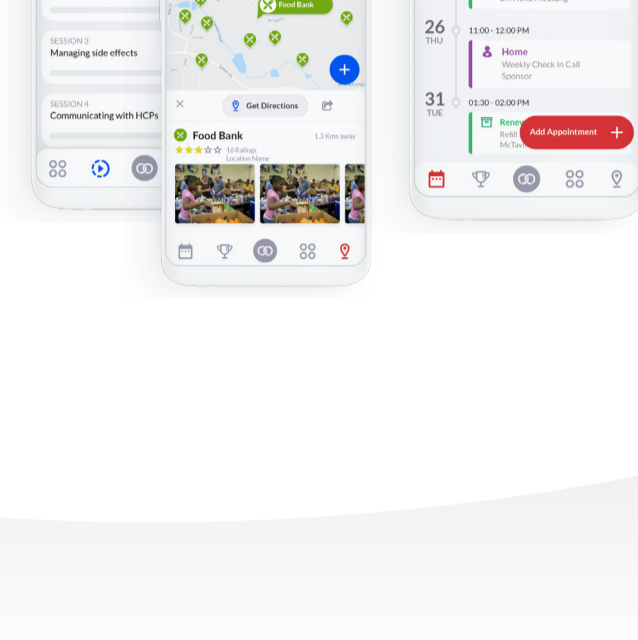 SESSION 3
Managing side effects
SESSION 4
Communicating with HCPs
Food Bank
Get Directions
Food Bank
1.3 Kms away
16 Ratings
Location Name
26
THU
11:00 - 12:00 PM
Home
Weekly Check in Call
Sponsor
31
TUE
01:30 - 02:00 PM
Refill
Add Appointment